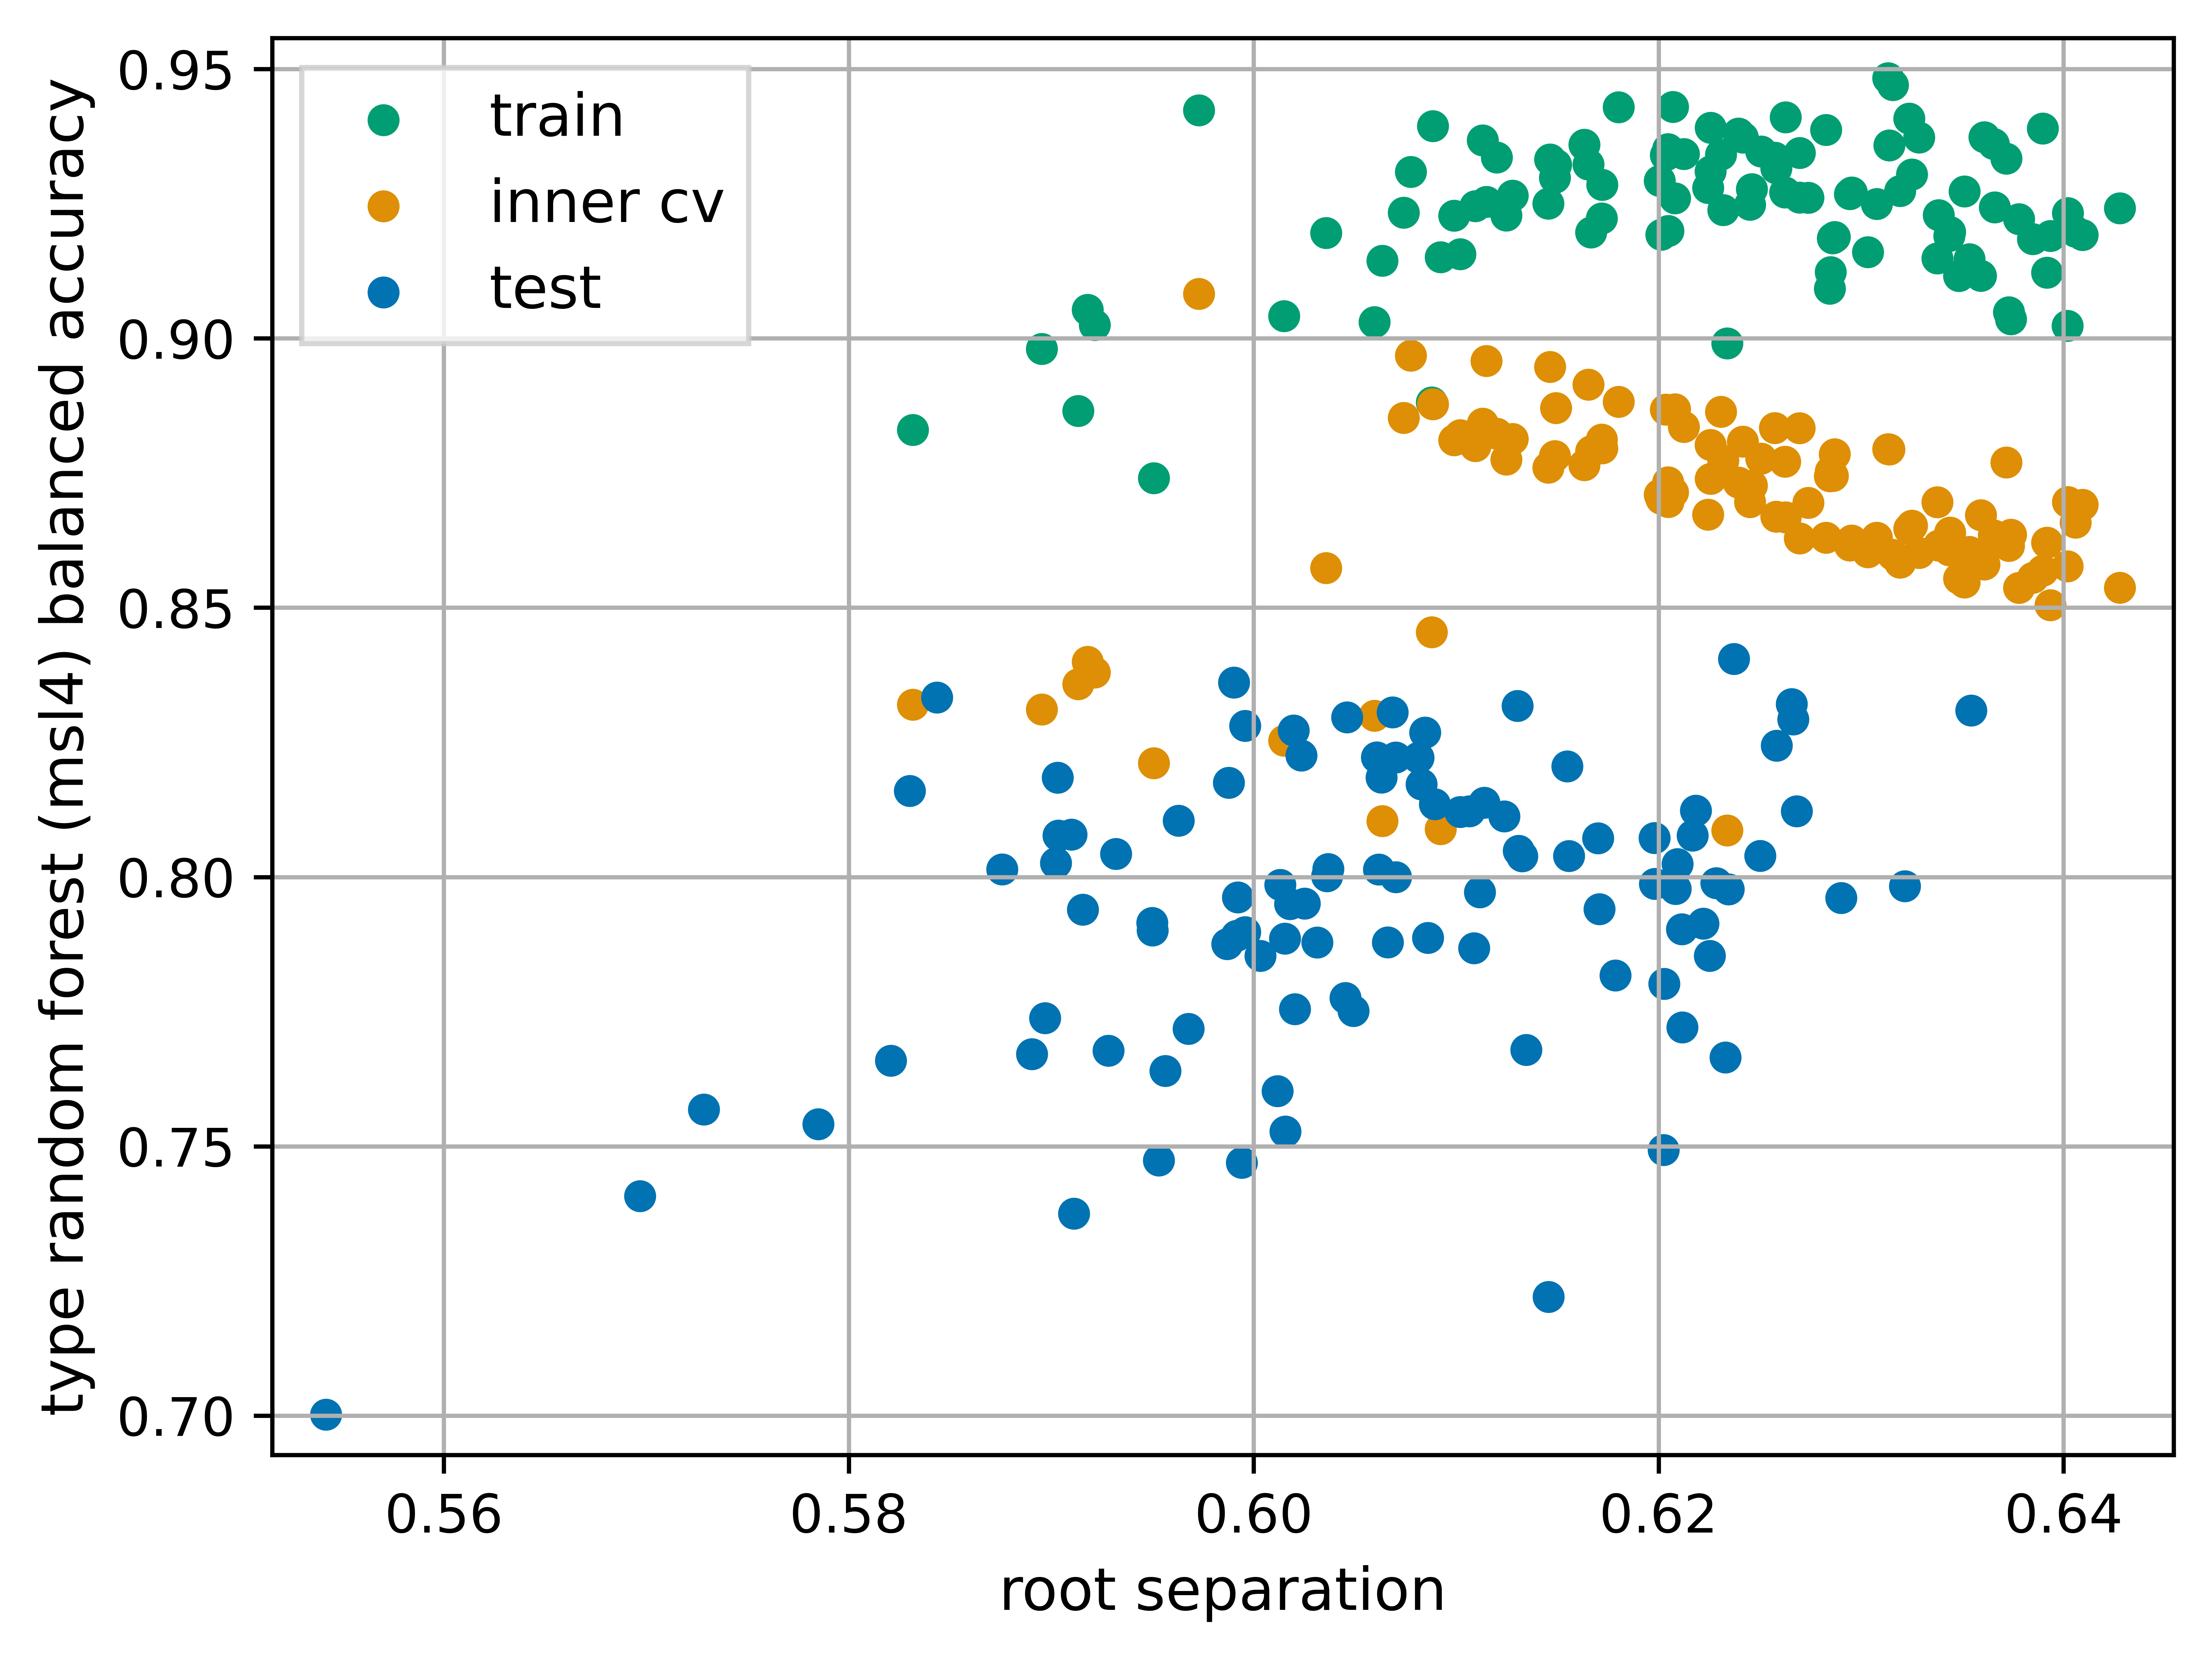 type random forest (msl4) balanced accuracy
0.95
0.90
0.85
0.80
0.75
0.70
train
inner cv
test
0.56
0.58
0.60
0.62
0.64
root separation